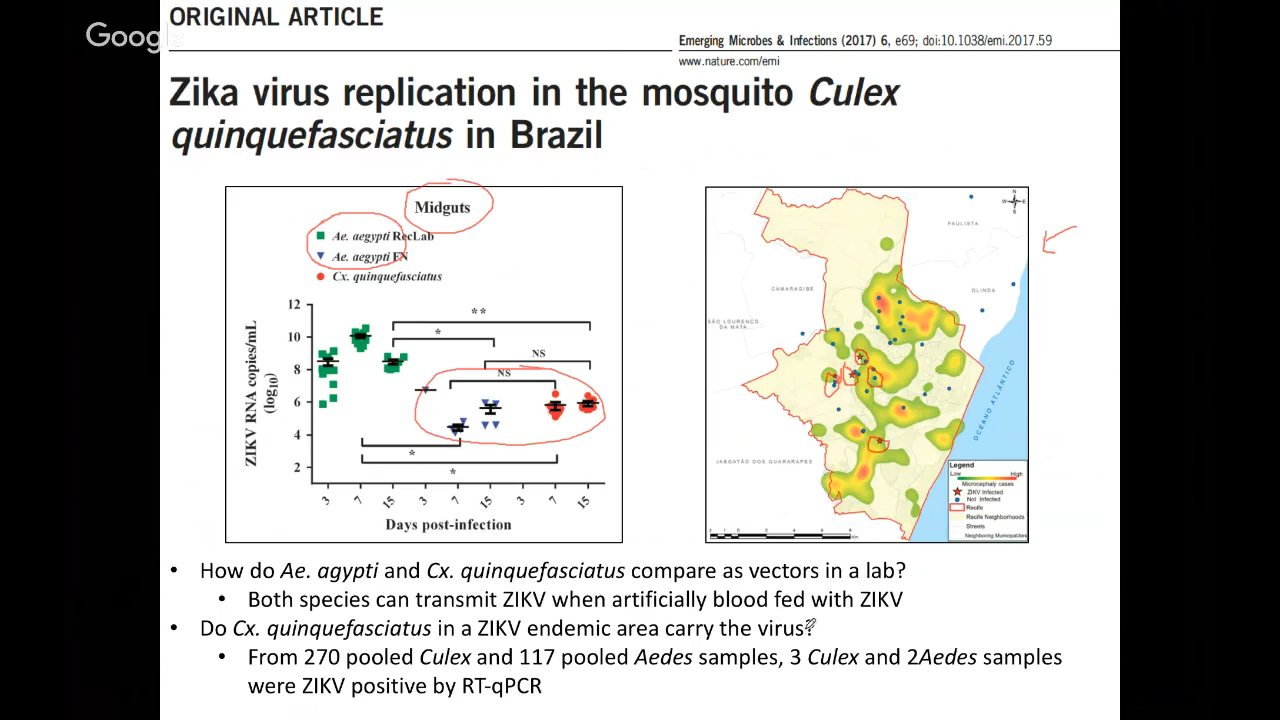 ORIGINAL ARTICLE
Google
Emerging Microbes & Infections (2017) 6, e69; doi:10.1038/emi.2017.59
www.nature.com/emi
Zika virus replication in the mosquito Culex
quinquefasciatus in Brazil
Midguts
Ae. aegypti RecLab
Ae. aegypti FN
Cx. quinquefasciatus
ZIKV RNA copies/mL
(log10)
12
10
8
6
4
2
**
*
NS
NS
*
*
3 7 15 3 7 15 3 7 15
Days post-infection
N
W E
S
PAULISTA
CAMARAGIBE
OLINDA
SÃO LOURENÇO
DA MATA
OCEANO ATLÂNTICO
JABOATÃO DOS GUARARAPES
Legend
Low High
Microcephaly cases
ZIKV Infected
Not Infected
Recife
Recife Neighborhoods
Streets
Neighboring Municipalities
• How do Ae. agypti and Cx. quinquefasciatus compare as vectors in a lab?
• Both species can transmit ZIKV when artificially blood fed with ZIKV
• Do Cx. quinquefasciatus in a ZIKV endemic area carry the virus?
• From 270 pooled Culex and 117 pooled Aedes samples, 3 Culex and 2Aedes samples
were ZIKV positive by RT-qPCR